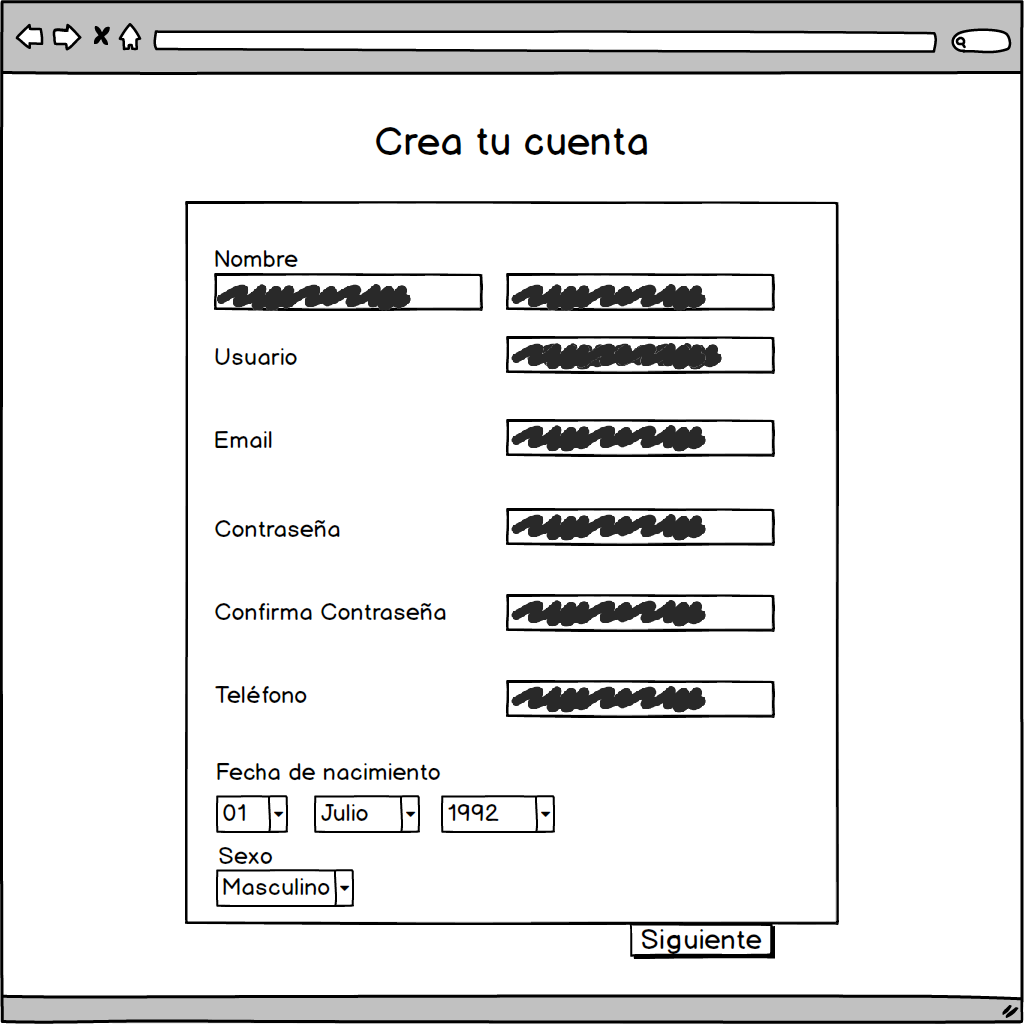 Crea tu cuenta
Nombre
Usuario
Email
Contraseña
Confirma Contraseña
Teléfono
Fecha de nacimiento
01 Julio 1992
Sexo
Masculino
Siguiente